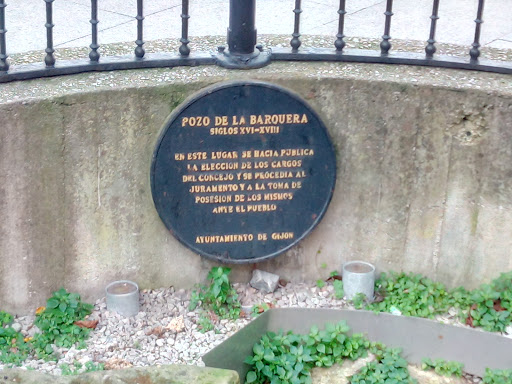 POZO DE LA BARQUERA
SIGLOS XVI-XVIII
EN ESTE LUGAR SE HACIA PUBLICA
LA ELECCION DE LOS CARGOS
DEL CONCEJO Y SE PROCEDIA AL
JURAMENTO Y A LA TOMA DE
POSESION DE LOS MISMOS
ANTE EL PUEBLO
AYUNTAMIENTO DE GIJON